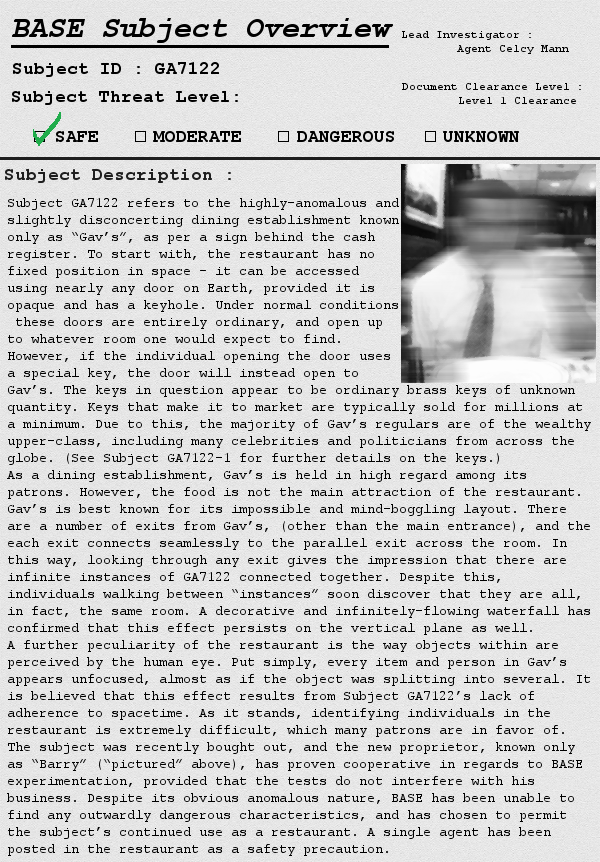 BASE Subject Overview
Lead Investigator :
Agent Celcy Mann
Subject ID : GA7122
Subject Threat Level:
Document Clearance Level :
Level 1 Clearance
SAFE MODERATE DANGEROUS UNKNOWN
Subject Description :
Subject GA7122 refers to the highly-anomalous and
slightly disconcerting dining establishment known
only as “Gav’s”, as per a sign behind the cash
register. To start with, the restaurant has no
fixed position in space – it can be accessed
using nearly any door on Earth, provided it is
opaque and has a keyhole. Under normal conditions
these doors are entirely ordinary, and open up
to whatever room one would expect to find.
However, if the individual opening the door uses
a special key, the door will instead open to
Gav’s. The keys in question appear to be ordinary brass keys of unknown
quantity. Keys that make it to market are typically sold for millions at
a minimum. Due to this, the majority of Gav’s regulars are of the wealthy
upper-class, including many celebrities and politicians from across the
globe. (See Subject GA7122-1 for further details on the keys.)
As a dining establishment, Gav’s is held in high regard among its
patrons. However, the food is not the main attraction of the restaurant.
Gav’s is best known for its impossible and mind-boggling layout. There
are a number of exits from Gav’s, (other than the main entrance), and the
each exit connects seamlessly to the parallel exit across the room. In
this way, looking through any exit gives the impression that there are
infinite instances of GA7122 connected together. Despite this,
individuals walking between “instances” soon discover that they are all,
in fact, the same room. A decorative and infinitely-flowing waterfall has
confirmed that this effect persists on the vertical plane as well.
A further peculiarity of the restaurant is the way objects within are
perceived by the human eye. Put simply, every item and person in Gav’s
appears unfocused, almost as if the object was splitting into several. It
is believed that this effect results from Subject GA7122’s lack of
adherence to spacetime. As it stands, identifying individuals in the
restaurant is extremely difficult, which many patrons are in favor of.
The subject was recently bought out, and the new proprietor, known only
as “Barry” (“pictured” above), has proven cooperative in regards to BASE
experimentation, provided that the tests do not interfere with his
business. Despite its obvious anomalous nature, BASE has been unable to
find any outwardly dangerous characteristics, and has chosen to permit
the subject’s continued use as a restaurant. A single agent has been
posted in the restaurant as a safety precaution.